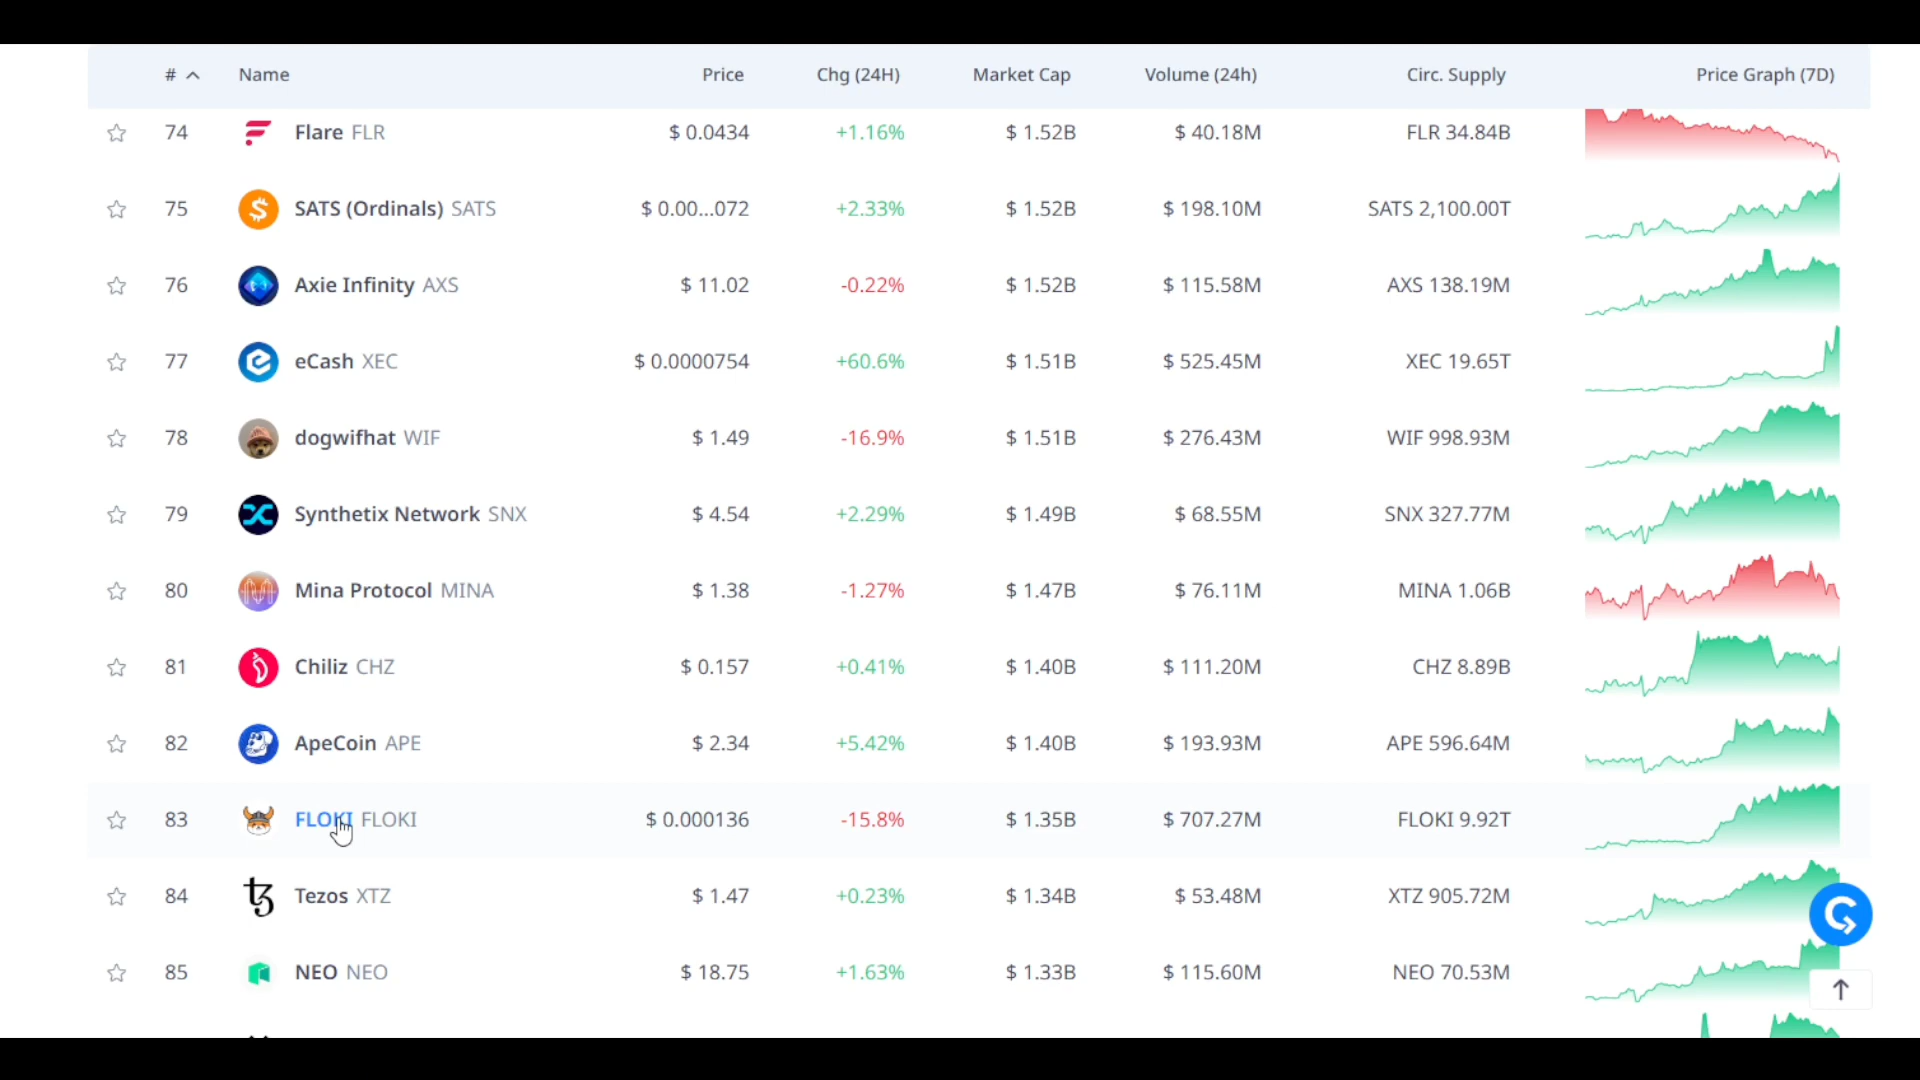 # Name Price Chg (24H) Market Cap Volume (24h) Circ. Supply Price Graph (7D)
74 Flare FLR $ 0.0434 +1.16% $ 1.52B $ 40.18M FLR 34.84B
75 SATS (Ordinals) SATS $ 0.00...072 +2.33% $ 1.52B $ 198.10M SATS 2,100.00T
76 Axie Infinity AXS $ 11.02 -0.22% $ 1.52B $ 115.58M AXS 138.19M
77 eCash XEC $ 0.0000754 +60.6% $ 1.51B $ 525.45M XEC 19.65T
78 dogwifhat WIF $ 1.49 -16.9% $ 1.51B $ 276.43M WIF 998.93M
79 Synthetix Network SNX $ 4.54 +2.29% $ 1.49B $ 68.55M SNX 327.77M
80 Mina Protocol MINA $ 1.38 -1.27% $ 1.47B $ 76.11M MINA 1.06B
81 Chiliz CHZ $ 0.157 +0.41% $ 1.40B $ 111.20M CHZ 8.89B
82 ApeCoin APE $ 2.34 +5.42% $ 1.40B $ 193.93M APE 596.64M
83 FLOKI FLOKI $ 0.000136 -15.8% $ 1.35B $ 707.27M FLOKI 9.92T
84 Tezos XTZ $ 1.47 +0.23% $ 1.34B $ 53.48M XTZ 905.72M
85 NEO NEO $ 18.75 +1.63% $ 1.33B $ 115.60M NEO 70.53M